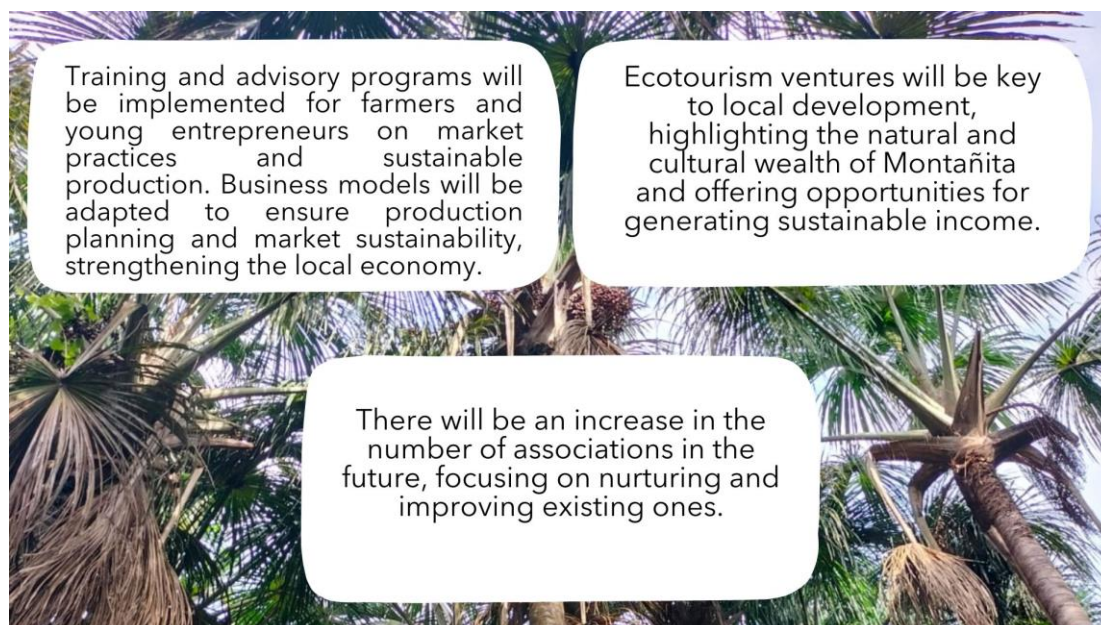 Training and advisory programs will
be implemented for farmers and
young entrepreneurs on market
practices and sustainable
production. Business models will be
adapted to ensure production
planning and market sustainability,
strengthening the local economy.
Ecotourism ventures will be key
to local development,
highlighting the natural and
cultural wealth of Montañita
and offering opportunities for
generating sustainable income.
There will be an increase in the
number of associations in the
future, focusing on nurturing and
improving existing ones.